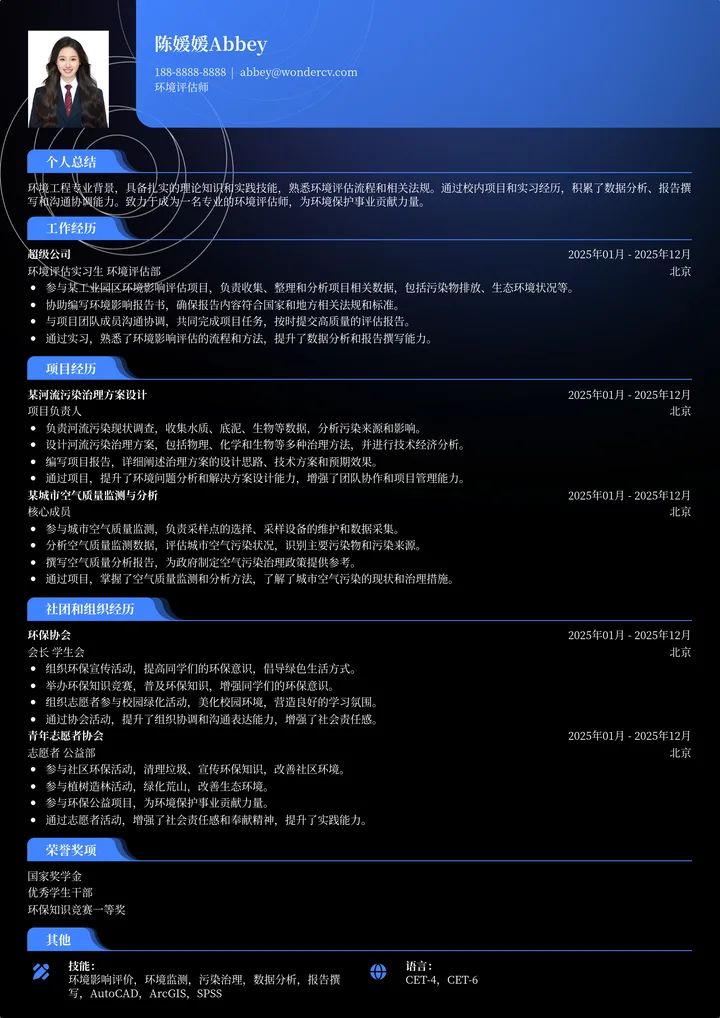 陈媛媛Abbey
188-8888-8888 | abbey@wondercv.com
环境评估师
个人总结
环境工程专业背景，具备扎实的理论知识和实践技能，熟悉环境评估流程和相关法规。通过校内项目和实习经历，积累了数据分析、报告撰
写和沟通协调能力。致力于成为一名专业的环境评估师，为环境保护事业贡献力量。
工作经历
超级公司 2025年01月 - 2025年12月
环境评估实习生 环境评估部 北京
• 参与某工业园区环境影响评估项目，负责收集、整理和分析项目相关数据，包括污染物排放、生态环境状况等。
• 协助编写环境影响报告书，确保报告内容符合国家和地方相关法规和标准。
• 与项目团队成员沟通协调，共同完成项目任务，按时提交高质量的评估报告。
• 通过实习，熟悉了环境影响评估的流程和方法，提升了数据分析和报告撰写能力。
项目经历
某河流污染治理方案设计 2025年01月 - 2025年12月
项目负责人 北京
• 负责河流污染现状调查，收集水质、底泥、生物等数据，分析污染来源和影响。
• 设计河流污染治理方案，包括物理、化学和生物等多种治理方法，并进行技术经济分析。
• 编写项目报告，详细阐述治理方案的设计思路、技术方案和预期效果。
• 通过项目，提升了环境问题分析和解决方案设计能力，增强了团队协作和项目管理能力。
某城市空气质量监测与分析 2025年01月 - 2025年12月
核心成员 北京
• 参与城市空气质量监测，负责采样点的选择、采样设备的维护和数据采集。
• 分析空气质量监测数据，评估城市空气污染状况，识别主要污染物和污染来源。
• 撰写空气质量分析报告，为政府制定空气污染治理政策提供参考。
• 通过项目，掌握了空气质量监测和分析方法，了解了城市空气污染的现状和治理措施。
社团和组织经历
环保协会 2025年01月 - 2025年12月
会长 学生会 北京
• 组织环保宣传活动，提高同学们的环保意识，倡导绿色生活方式。
• 举办环保知识竞赛，普及环保知识，增强同学们的环保意识。
• 组织志愿者参与校园绿化活动，美化校园环境，营造良好的学习氛围。
• 通过协会活动，提升了组织协调和沟通表达能力，增强了社会责任感。
青年志愿者协会 2025年01月 - 2025年12月
志愿者 公益部 北京
• 参与社区环保活动，清理垃圾、宣传环保知识，改善社区环境。
• 参与植树造林活动，绿化荒山，改善生态环境。
• 参与环保公益项目，为环境保护事业贡献力量。
• 通过志愿者活动，增强了社会责任感和奉献精神，提升了实践能力。
荣誉奖项
国家奖学金
优秀学生干部
环保知识竞赛一等奖
其他
技能：
环境影响评价，环境监测，污染治理，数据分析，报告撰
写，AutoCAD，ArcGIS，SPSS
语言：
CET-4，CET-6